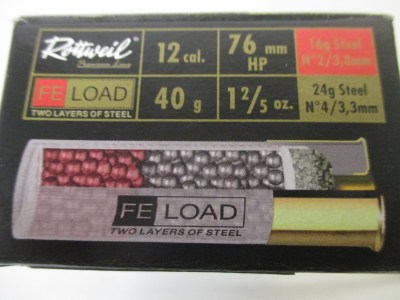 Rottweil
Premium Line
12 cal.
76 mm
HP
16g Steel
N°2/3,8mm
FE LOAD
TWO LAYERS OF STEEL
40 g
1 2/5 oz.
24g Steel
N°4/3,3mm
FE LOAD
TWO LAYERS OF STEEL